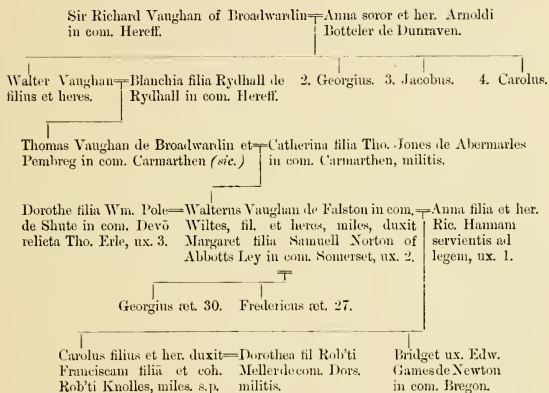 Sir Richard Vaughan of Broadwardin=Anna soror et her. Arnoldi
in com. Hereff. Botteler de Dunraven.
Walter Vaughan=Blanchia filia Rydhall de 2. Georgius. 3. Jacobus. 4. Carolus.
filius et heres. Rydhall in com. Hereff.
Thomas Vaughan de Broadwardin et=Catherina filia Tho. Jones de Abermarles
Pembreg in com. Carmarthen (sic.) in com. Carmarthen, militis.
Dorothe filia Wm. Pole=Walterus Vaughan de Falston in com.=Anna filia et her.
de Shute in com. Devō Wiltes, fil. et heres, miles, duxit Ric. Hannam
relicta Tho. Erle, ux. 3. Margaret filia Samuell Norton of servientis ad
Abbotts Ley in com. Somerset, ux. 2. legem, ux. 1.
Georgius æt. 30. Fredericus æt. 27.
Carolus filius et her. duxit=Dorothea fil Rob'ti Bridget ux. Edw.
Franciscam filiā et coh. Meller de com. Dors. Games de Newton
Rob'ti Knolles, miles. s.p. militis. in com. Bregon.